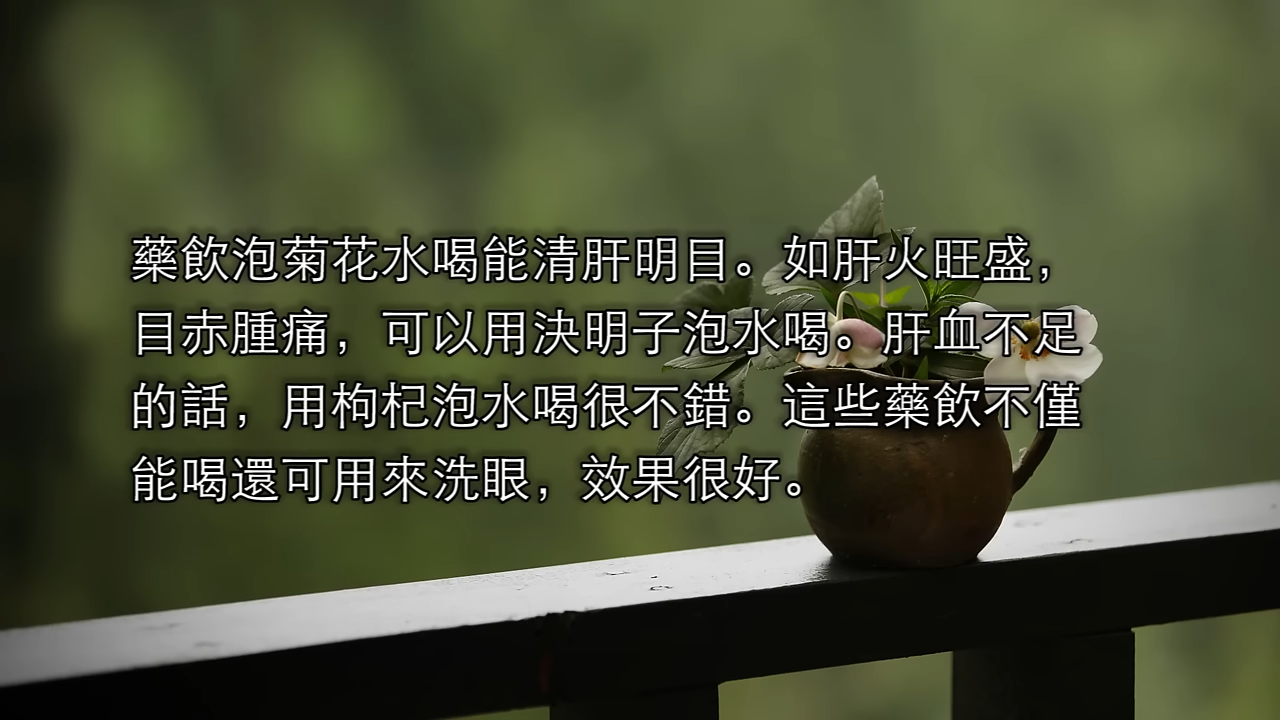 藥飲泡菊花水喝能清肝明目。如肝火旺盛，
目赤腫痛，可以用決明子泡水喝。肝血不足
的話，用枸杞泡水喝很不錯。這些藥飲不僅
能喝還可用來洗眼，效果很好。